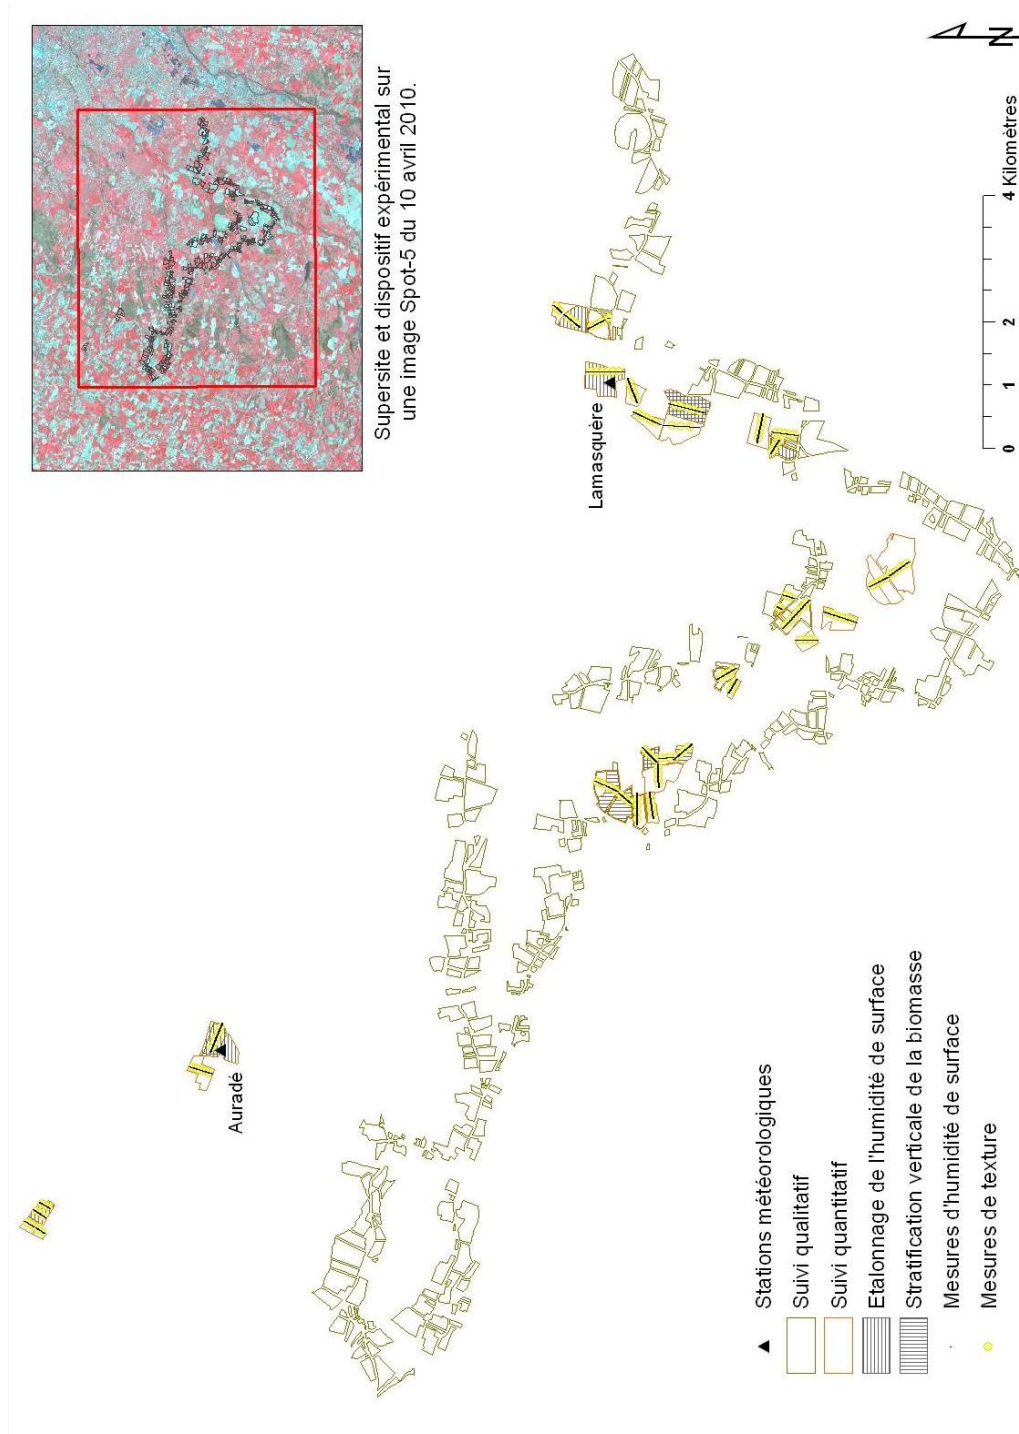 Supersite et dispositif expérimental sur
une image Spot-5 du 10 avril 2010.
N
Lamasquère
Auradé
0 1 2 4 Kilomètres
Stations météorologiques
Suivi qualitatif
Suivi quantitatif
Etalonnage de l'humidité de surface
Stratification verticale de la biomasse
Mesures d'humidité de surface
Mesures de texture